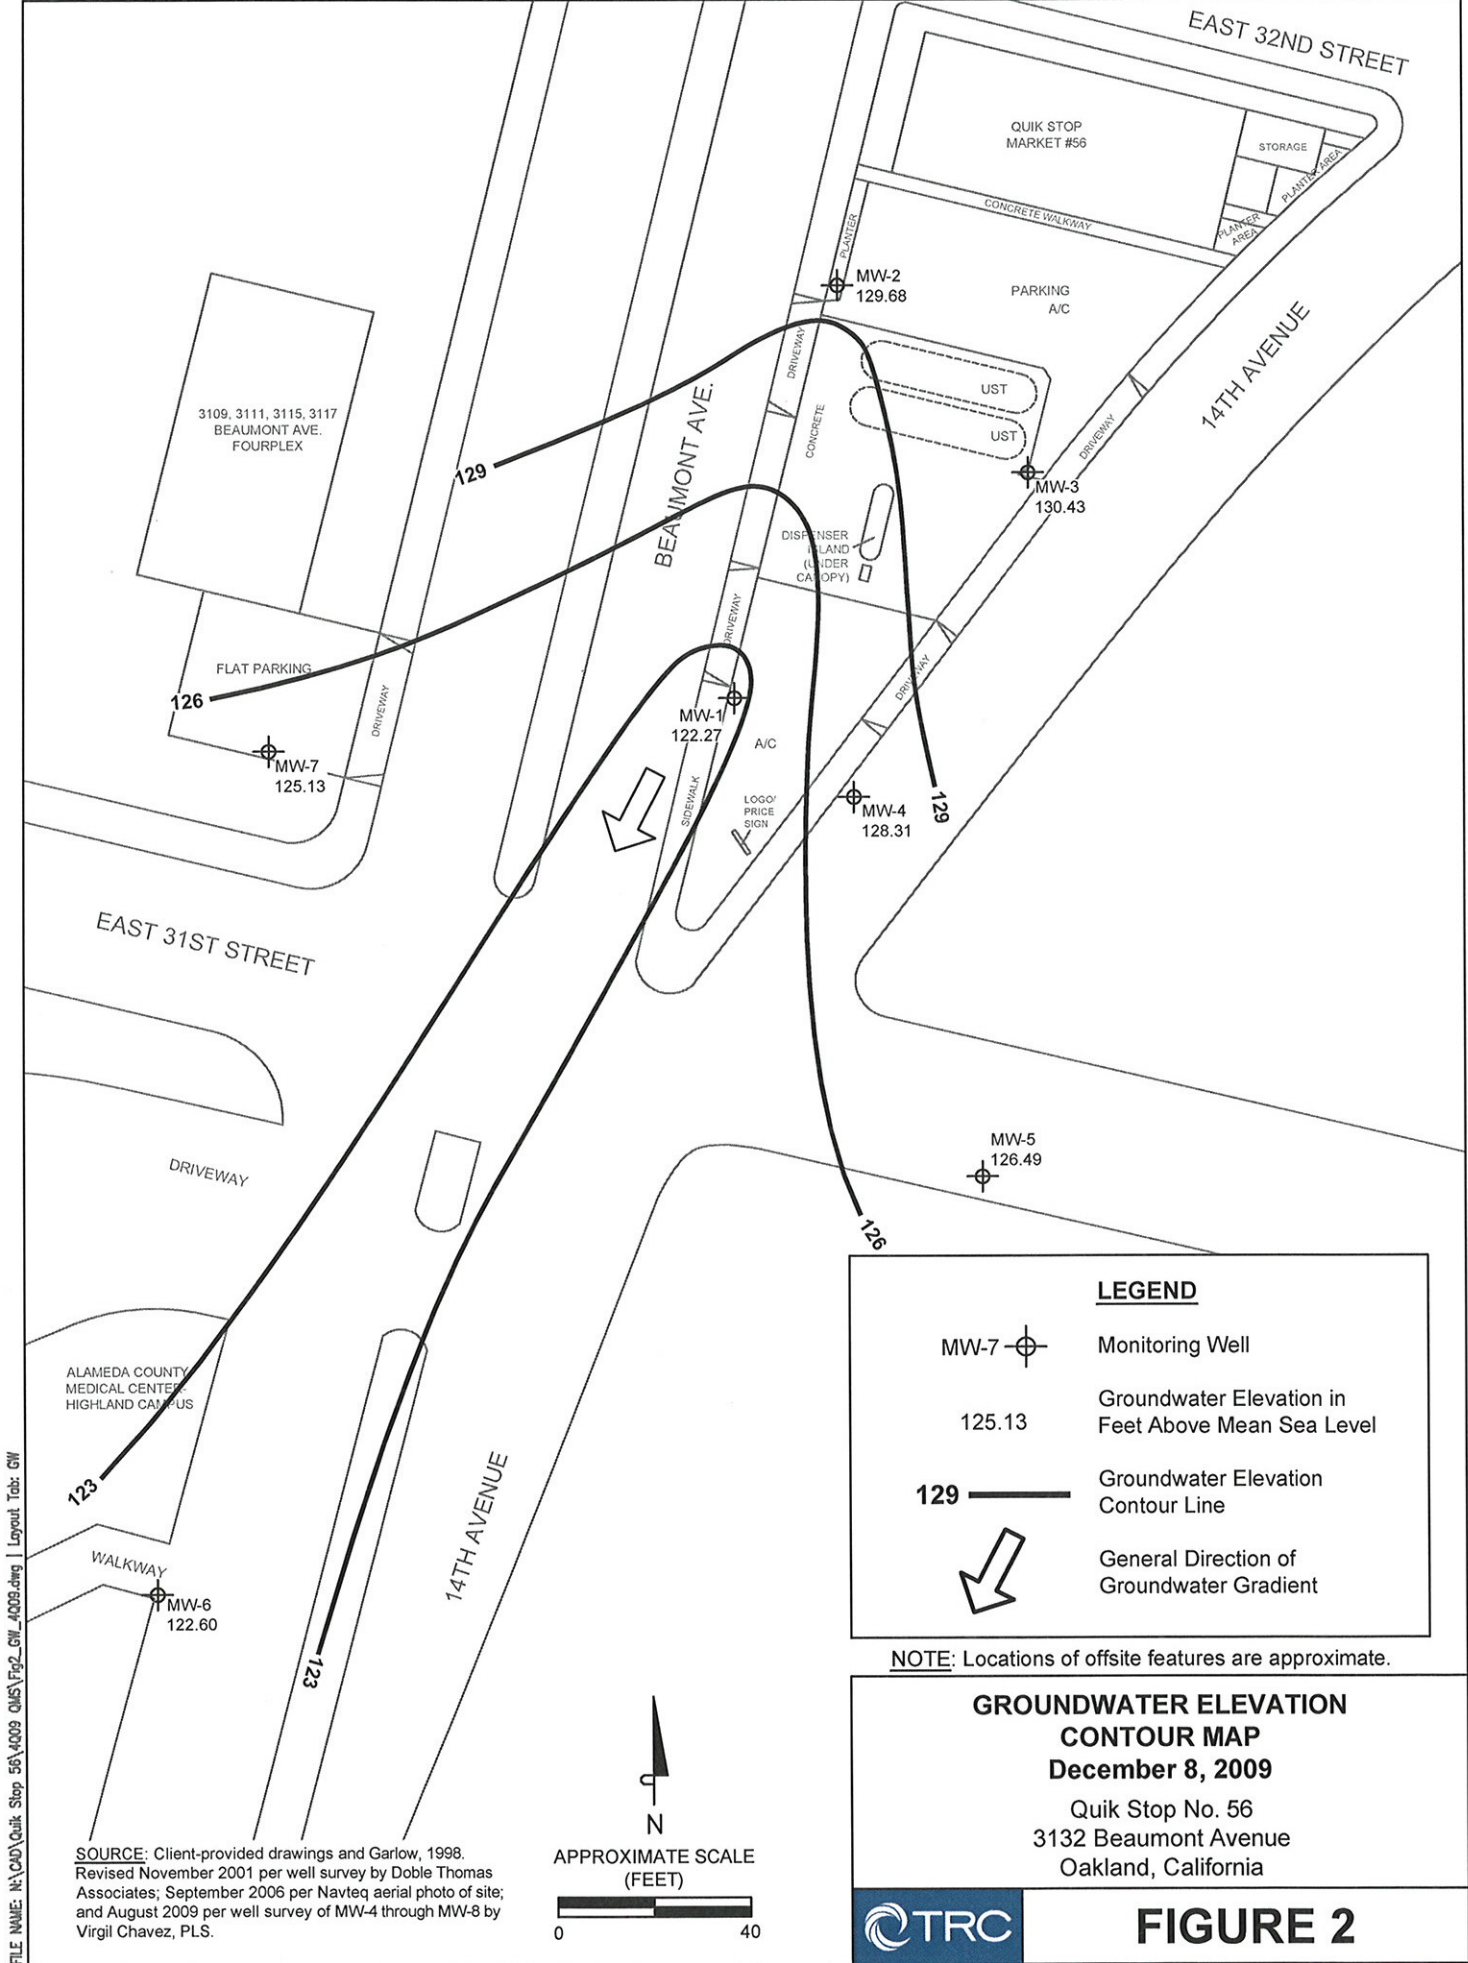 EAST 32ND STREET
QUIK STOP
MARKET #56
STORAGE
PLANTER AREA
PLANTER
AREA
CONCRETE WALKWAY
PLANTER
MW-2
129.68
PARKING
A/C
14TH AVENUE
DRIVEWAY
UST
UST
CONCRETE
DRIVEWAY
MW-3
130.43
3109, 3111, 3115, 3117
BEAUMONT AVE.
FOURPLEX
129
BEAUMONT AVE.
DISPENSER
ISLAND
(UNDER
CANOPY)
DRIVEWAY
DRIVEWAY
FLAT PARKING
126
DRIVEWAY
MW-7
125.13
MW-1
122.27
A/C
SIDEWALK
LOGO/
PRICE
SIGN
MW-4
128.31
129
EAST 31ST STREET
DRIVEWAY
MW-5
126.49
126
ALAMEDA COUNTY
MEDICAL CENTER-
HIGHLAND CAMPUS
123
14TH AVENUE
WALKWAY
MW-6
122.60
123
LEGEND
MW-7 Monitoring Well
125.13 Groundwater Elevation in
Feet Above Mean Sea Level
129 Groundwater Elevation
Contour Line
General Direction of
Groundwater Gradient
NOTE: Locations of offsite features are approximate.
GROUNDWATER ELEVATION
CONTOUR MAP
December 8, 2009
Quik Stop No. 56
3132 Beaumont Avenue
Oakland, California
TRC
FIGURE 2
N
APPROXIMATE SCALE
(FEET)
0 40
SOURCE: Client-provided drawings and Garlow, 1998.
Revised November 2001 per well survey by Doble Thomas
Associates; September 2006 per Navteq aerial photo of site;
and August 2009 per well survey of MW-4 through MW-8 by
Virgil Chavez, PLS.
FILE NAME: N:\CAD\Quik Stop 56\4Q09 QMS\Fig2_GW_4Q09.dwg | Layout Tab: GW